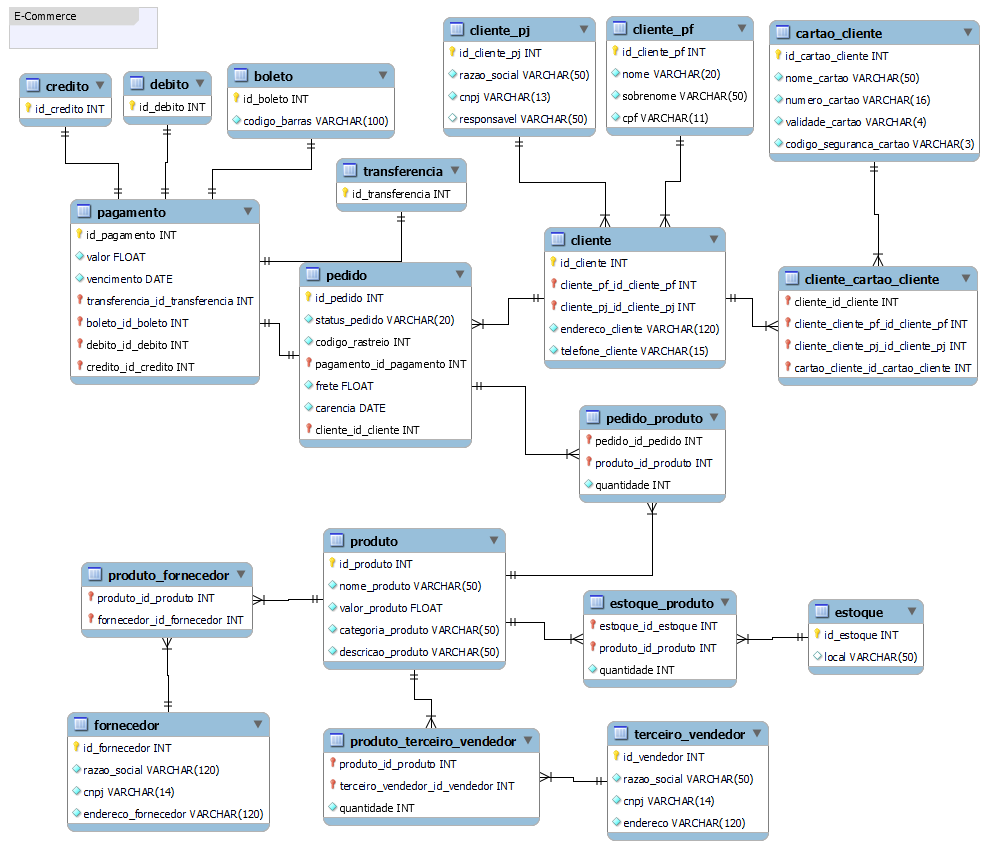 E-Commerce
credito
id_credito INT
debito
id_debito INT
boleto
id_boleto INT
codigo_barras VARCHAR(100)
cliente_pj
id_cliente_pj INT
razao_social VARCHAR(50)
cnpj VARCHAR(13)
responsavel VARCHAR(50)
cliente_pf
id_cliente_pf INT
nome VARCHAR(20)
sobrenome VARCHAR(50)
cpf VARCHAR(11)
cartao_cliente
id_cartao_cliente INT
nome_cartao VARCHAR(50)
numero_cartao VARCHAR(16)
validade_cartao VARCHAR(4)
codigo_seguranca_cartao VARCHAR(3)
transferencia
id_transferencia INT
pagamento
id_pagamento INT
valor FLOAT
vencimento DATE
transferencia_id_transferencia INT
boleto_id_boleto INT
debito_id_debito INT
credito_id_credito INT
pedido
id_pedido INT
status_pedido VARCHAR(20)
codigo_rastreio INT
pagamento_id_pagamento INT
frete FLOAT
carencia DATE
cliente_id_cliente INT
cliente
id_cliente INT
cliente_pf_id_cliente_pf INT
cliente_pj_id_cliente_pj INT
endereco_cliente VARCHAR(120)
telefone_cliente VARCHAR(15)
cliente_cartao_cliente
cliente_id_cliente INT
cliente_cliente_pf_id_cliente_pf INT
cliente_cliente_pj_id_cliente_pj INT
cartao_cliente_id_cartao_cliente INT
pedido_produto
pedido_id_pedido INT
produto_id_produto INT
quantidade INT
produto
id_produto INT
nome_produto VARCHAR(50)
valor_produto FLOAT
categoria_produto VARCHAR(50)
descricao_produto VARCHAR(50)
produto_fornecedor
produto_id_produto INT
fornecedor_id_fornecedor INT
estoque_produto
estoque_id_estoque INT
produto_id_produto INT
quantidade INT
estoque
id_estoque INT
local VARCHAR(50)
fornecedor
id_fornecedor INT
razao_social VARCHAR(120)
cnpj VARCHAR(14)
endereco_fornecedor VARCHAR(120)
produto_terceiro_vendedor
produto_id_produto INT
terceiro_vendedor_id_vendedor INT
quantidade INT
terceiro_vendedor
id_vendedor INT
razao_social VARCHAR(50)
cnpj VARCHAR(14)
endereco VARCHAR(120)